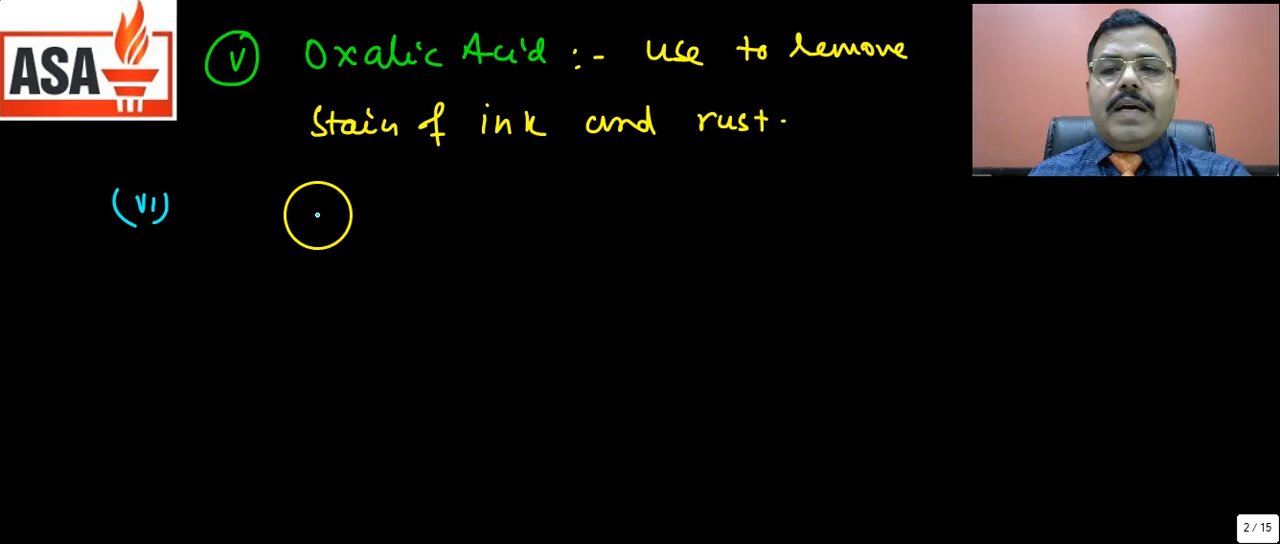 ASA
V Oxalic Acid :- use to remove
stain of ink and rust.
(VI)
2 / 15